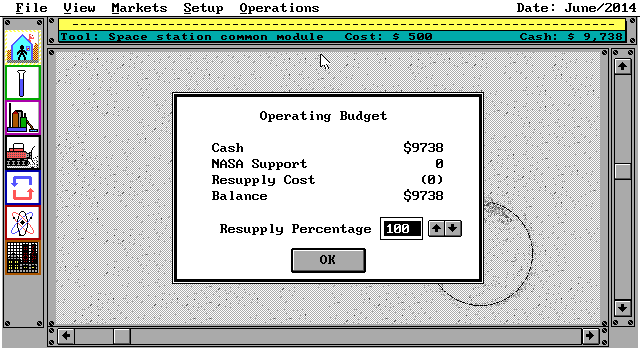 File View Markets Setup Operations Date: June/2014
Tool: Space station common module Cost: $ 500 Cash: $ 9,738
Operating Budget
Cash $9738
NASA Support 0
Resupply Cost (0)
Balance $9738
Resupply Percentage 100
OK